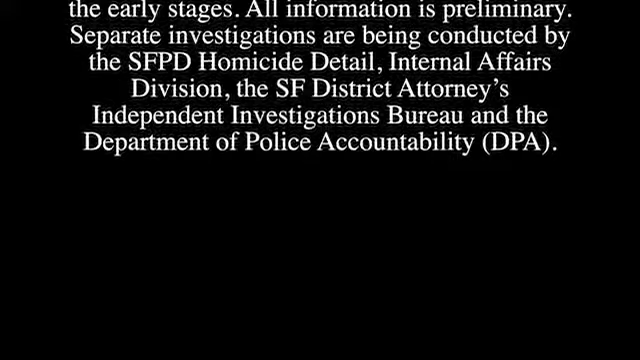 the early stages. All information is preliminary.
Separate investigations are being conducted by
the SFPD Homicide Detail, Internal Affairs
Division, the SF District Attorney’s
Independent Investigations Bureau and the
Department of Police Accountability (DPA).